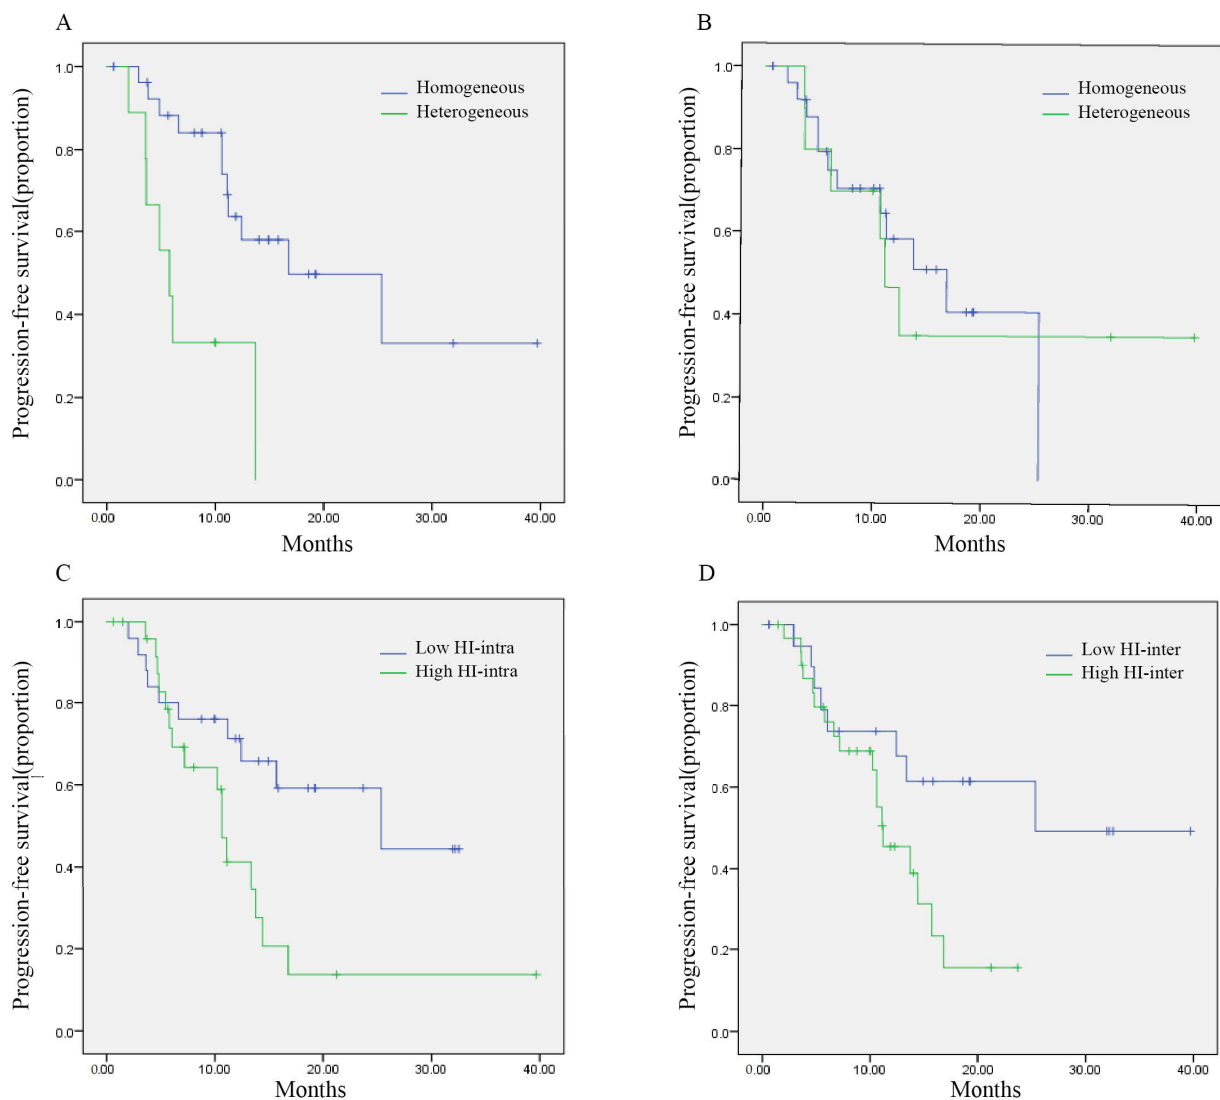 A
Progression-free survival(proportion)
1.0
0.8
0.6
0.4
0.2
0.0
Homogeneous
Heterogeneous
0.00 10.00 20.00 30.00 40.00
Months
B
Progression-free survival(proportion)
1.0
0.8
0.6
0.4
0.2
0.0
Homogeneous
Heterogeneous
0.00 10.00 20.00 30.00 40.00
Months
C
Progression-free survival(proportion)
1.0
0.8
0.6
0.4
0.2
0.0
Low HI-intra
High HI-intra
0.00 10.00 20.00 30.00 40.00
Months
D
Progression-free survival(proportion)
1.0
0.8
0.6
0.4
0.2
0.0
Low HI-inter
High HI-inter
0.00 10.00 20.00 30.00 40.00
Months